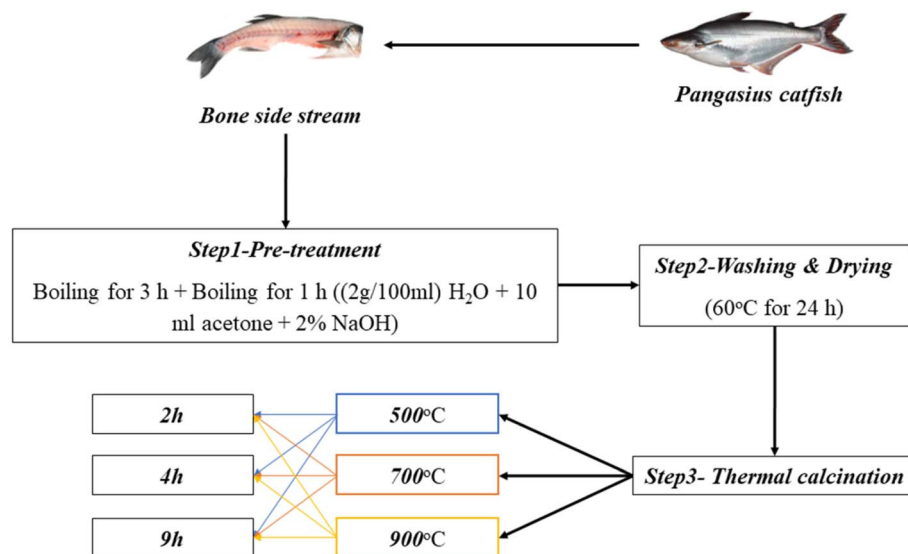 Pangasius catfish
Bone side stream
Step1-Pre-treatment
Boiling for 3 h + Boiling for 1 h ((2g/100ml) H₂O + 10
ml acetone + 2% NaOH)
Step2-Washing & Drying
(60°C for 24 h)
Step3- Thermal calcination
500°C
700°C
900°C
2h
4h
9h